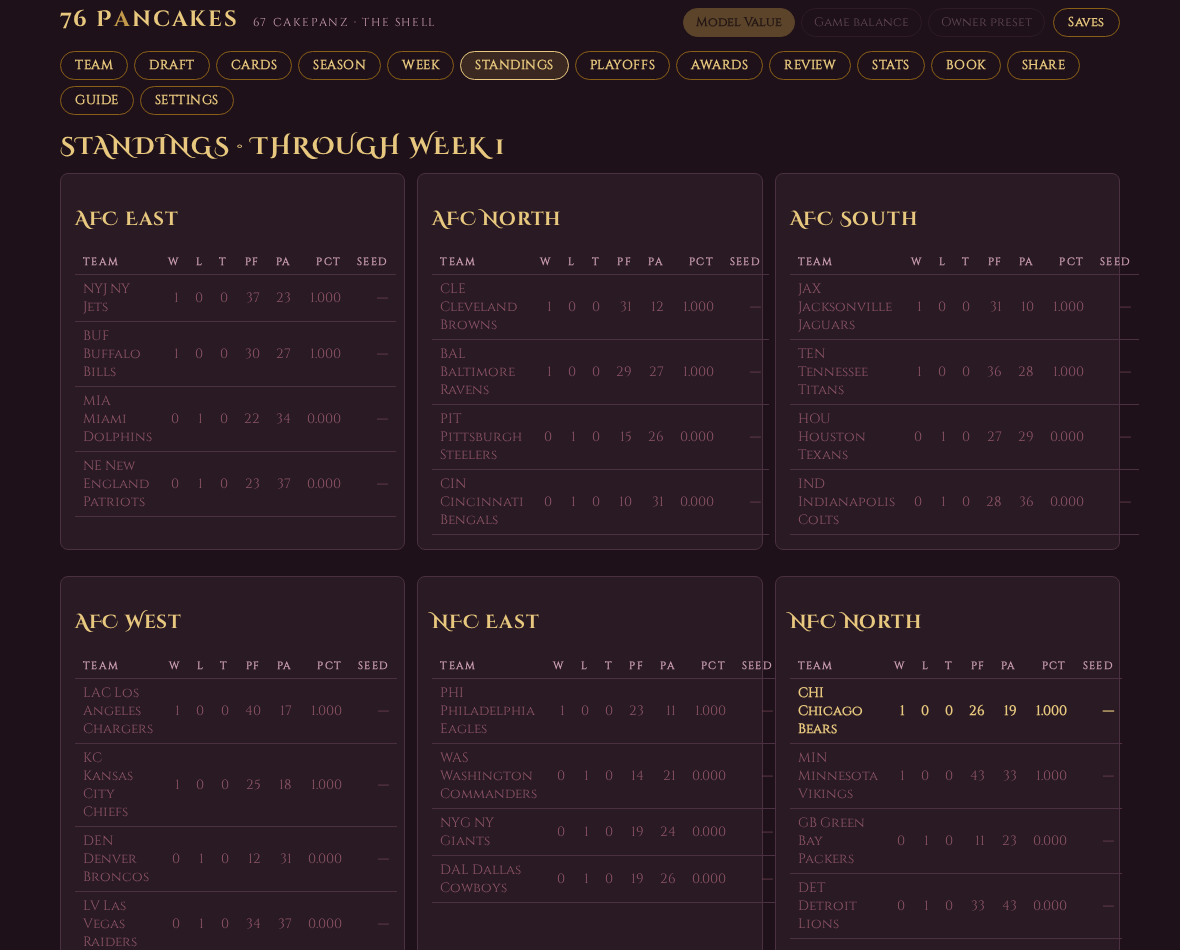 76 PANCAKES 67 CAKEPANZ · THE SHELL MODEL VALUE GAME BALANCE OWNER PRESET SAVES
TEAM DRAFT CARDS SEASON WEEK STANDINGS PLAYOFFS AWARDS REVIEW STATS BOOK SHARE
GUIDE SETTINGS
STANDINGS · THROUGH WEEK 1
AFC EAST
TEAM W L T PF PA PCT SEED
NYJ NY
JETS
1 0 0 37 23 1.000 —
BUF
BUFFALO
BILLS
1 0 0 30 27 1.000 —
MIA
MIAMI
DOLPHINS
0 1 0 22 34 0.000 —
NE NEW
ENGLAND
PATRIOTS
0 1 0 23 37 0.000 —
AFC NORTH
TEAM W L T PF PA PCT SEED
CLE
CLEVELAND
BROWNS
1 0 0 31 12 1.000 —
BAL
BALTIMORE
RAVENS
1 0 0 29 27 1.000 —
PIT
PITTSBURGH
STEELERS
0 1 0 15 26 0.000 —
CIN
CINCINNATI
BENGALS
0 1 0 10 31 0.000 —
AFC SOUTH
TEAM W L T PF PA PCT SEED
JAX
JACKSONVILLE
JAGUARS
1 0 0 31 10 1.000 —
TEN
TENNESSEE
TITANS
1 0 0 36 28 1.000 —
HOU
HOUSTON
TEXANS
0 1 0 27 29 0.000 —
IND
INDIANAPOLIS
COLTS
0 1 0 28 36 0.000 —
AFC WEST
TEAM W L T PF PA PCT SEED
LAC LOS
ANGELES
CHARGERS
1 0 0 40 17 1.000 —
KC
KANSAS
CITY
CHIEFS
1 0 0 25 18 1.000 —
DEN
DENVER
BRONCOS
0 1 0 12 31 0.000 —
LV LAS
VEGAS
RAIDERS
0 1 0 34 37 0.000 —
NFC EAST
TEAM W L T PF PA PCT SEED
PHI
PHILADELPHIA
EAGLES
1 0 0 23 11 1.000 —
WAS
WASHINGTON
COMMANDERS
0 1 0 14 21 0.000 —
NYG NY
GIANTS
0 1 0 19 24 0.000 —
DAL DALLAS
COWBOYS
0 1 0 19 26 0.000 —
NFC NORTH
TEAM W L T PF PA PCT SEED
CHI
CHICAGO
BEARS
1 0 0 26 19 1.000 —
MIN
MINNESOTA
VIKINGS
1 0 0 43 33 1.000 —
GB GREEN
BAY
PACKERS
0 1 0 11 23 0.000 —
DET
DETROIT
LIONS
0 1 0 33 43 0.000 —